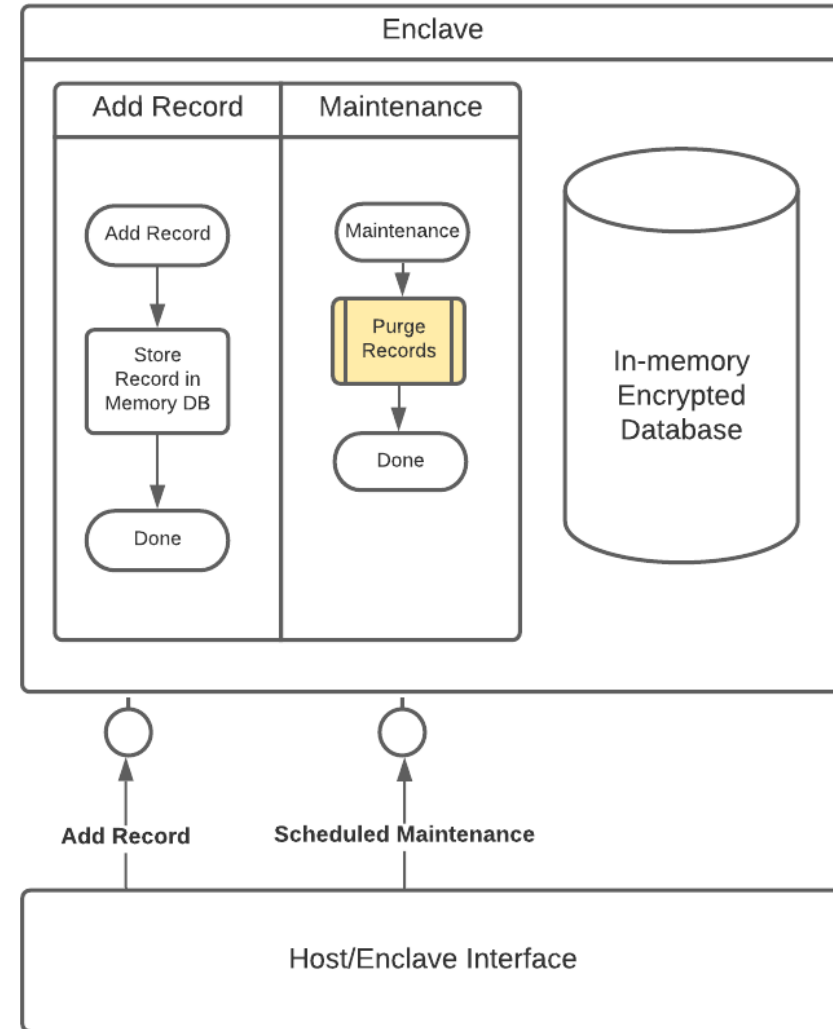 Enclave
Add Record
Maintenance
Add Record
Store
Record in
Memory DB
Done
Maintenance
Purge
Records
Done
In-memory
Encrypted
Database
Add Record
Scheduled Maintenance
Host/Enclave Interface